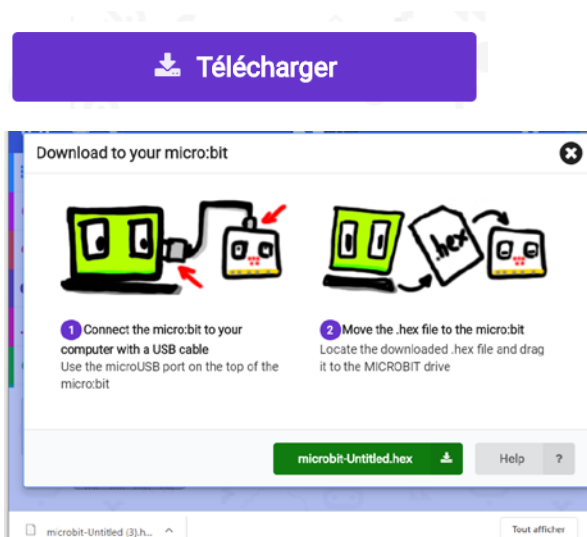 Télécharger
Download to your micro:bit
.hex
1 Connect the micro:bit to your
computer with a USB cable
Use the microUSB port on the top of the
micro:bit
2 Move the .hex file to the micro:bit
Locate the downloaded .hex file and drag
it to the MICROBIT drive
microbit-Untitled.hex
Help ?
microbit-Untitled (3).h...
Tout afficher